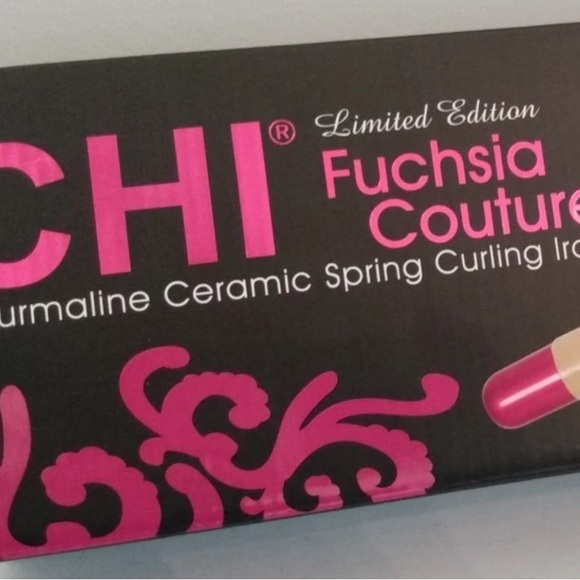 CHI® Limited Edition
Fuchsia
Couture
urmaline Ceramic Spring Curling Iro